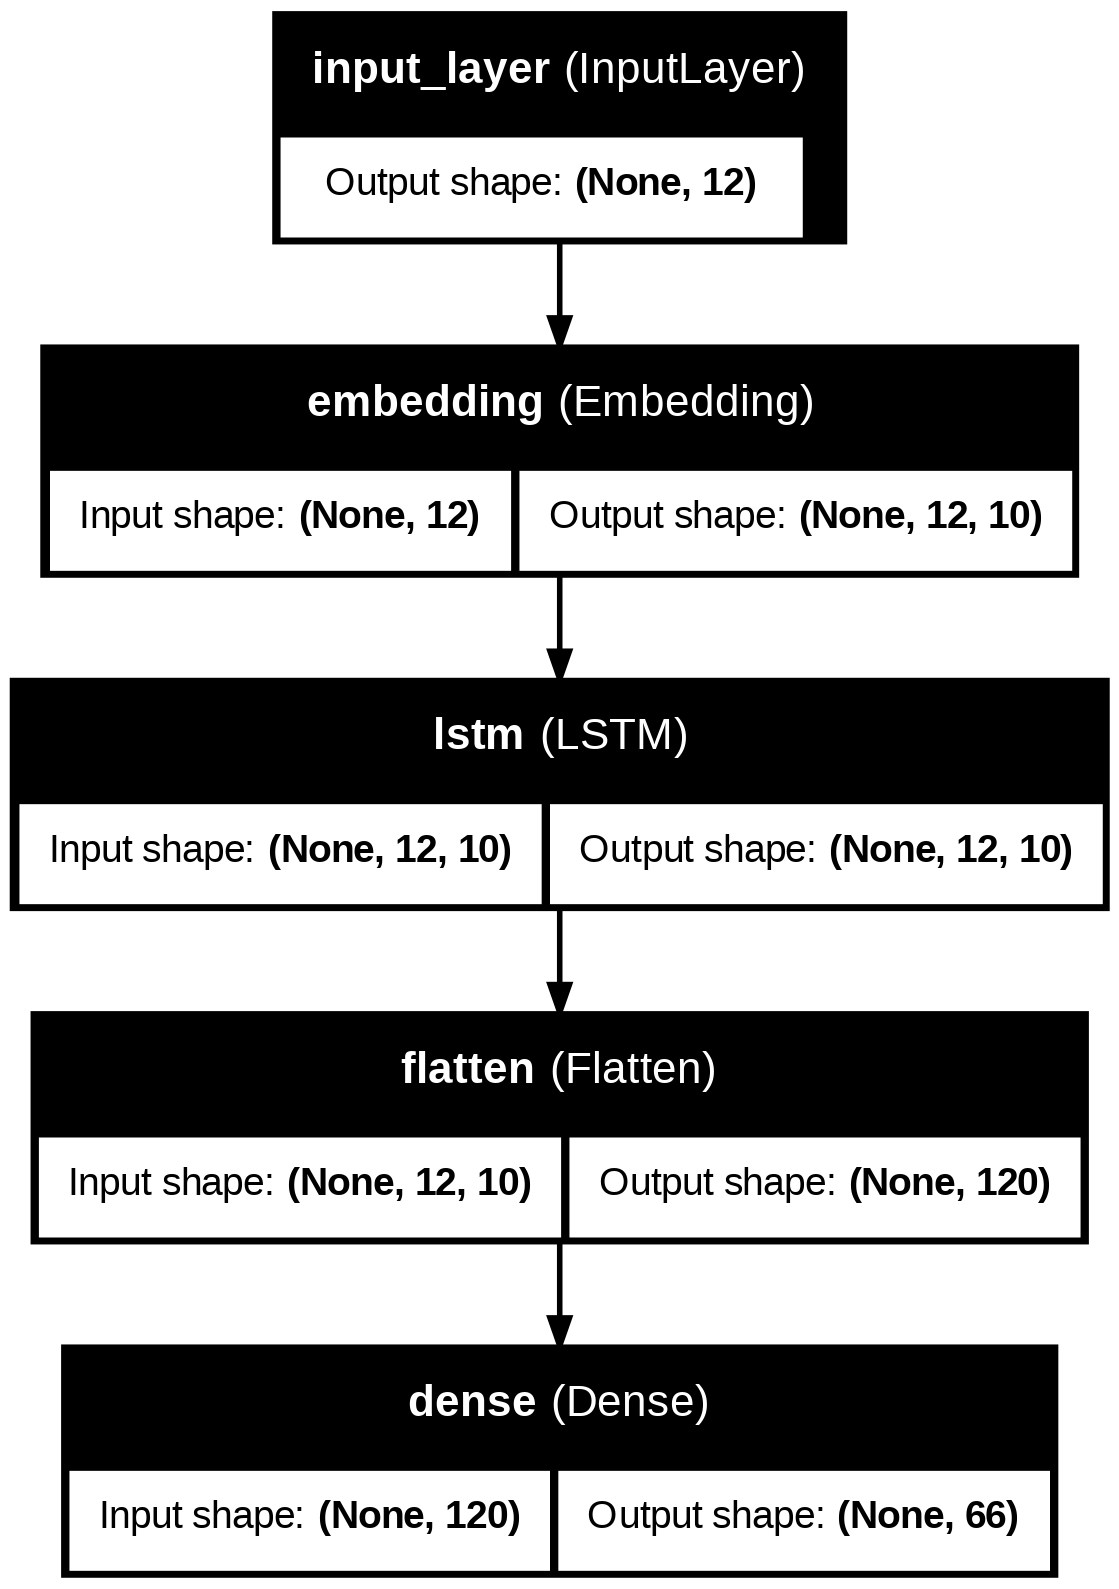 input_layer (InputLayer)
Output shape: (None, 12)
embedding (Embedding)
Input shape: (None, 12) Output shape: (None, 12, 10)
lstm (LSTM)
Input shape: (None, 12, 10) Output shape: (None, 12, 10)
flatten (Flatten)
Input shape: (None, 12, 10) Output shape: (None, 120)
dense (Dense)
Input shape: (None, 120) Output shape: (None, 66)